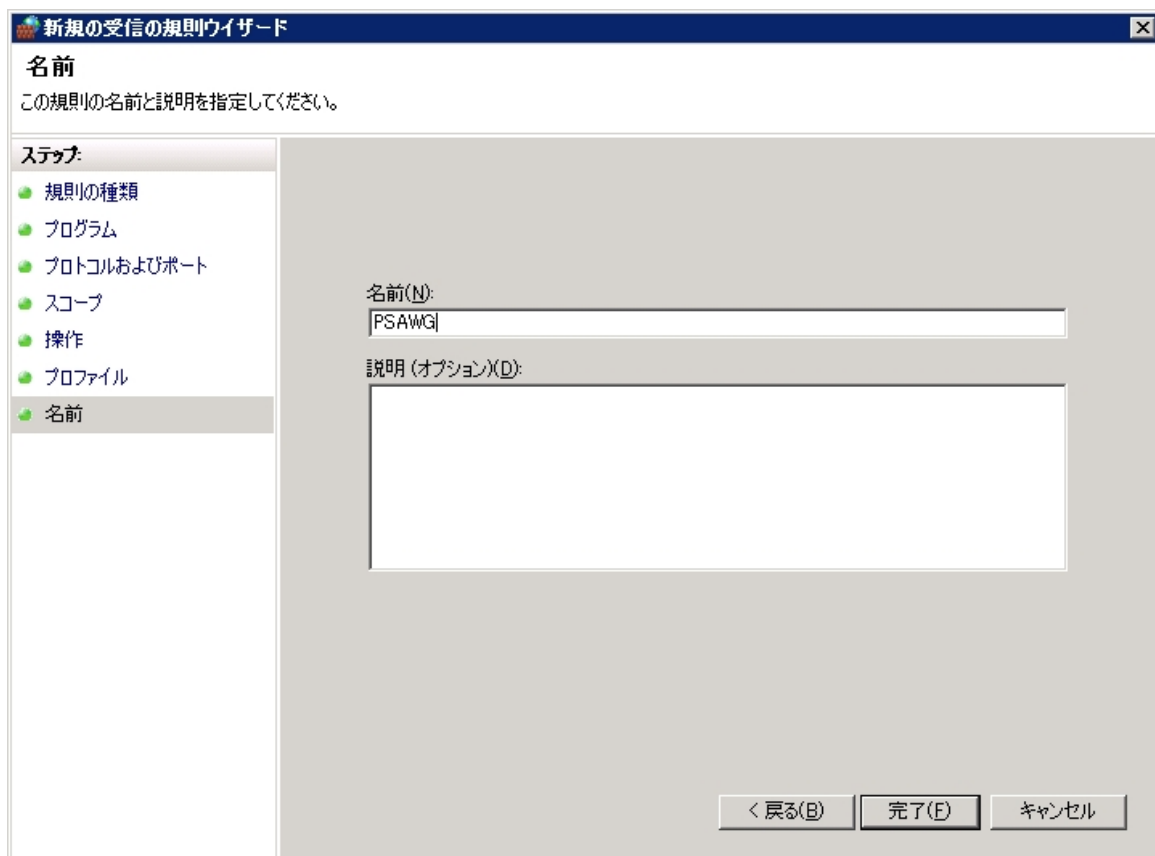 新規の受信の規則ウイザード
名前
この規則の名前と説明を指定してください。
ステップ:
規則の種類
プログラム
プロトコルおよびポート
スコープ
操作
プロファイル
名前
名前(N):
PSAWG
説明 (オプション)(D):
< 戻る(B)
完了(F)
キャンセル